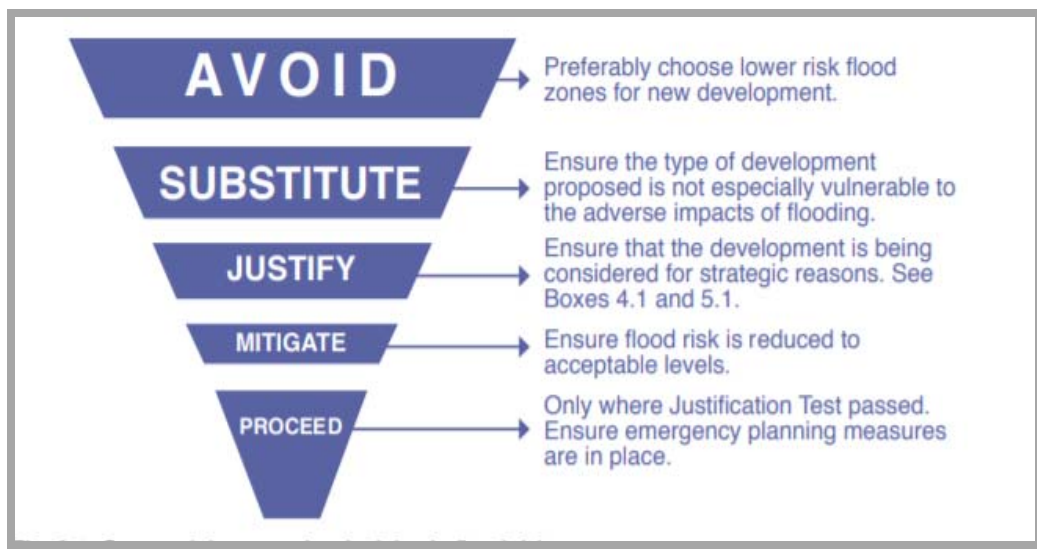 AVOID
Preferably choose lower risk flood
zones for new development.
SUBSTITUTE
Ensure the type of development
proposed is not especially vulnerable to
the adverse impacts of flooding.
JUSTIFY
Ensure that the development is being
considered for strategic reasons. See
Boxes 4.1 and 5.1.
MITIGATE
Ensure flood risk is reduced to
acceptable levels.
PROCEED
Only where Justification Test passed.
Ensure emergency planning measures
are in place.